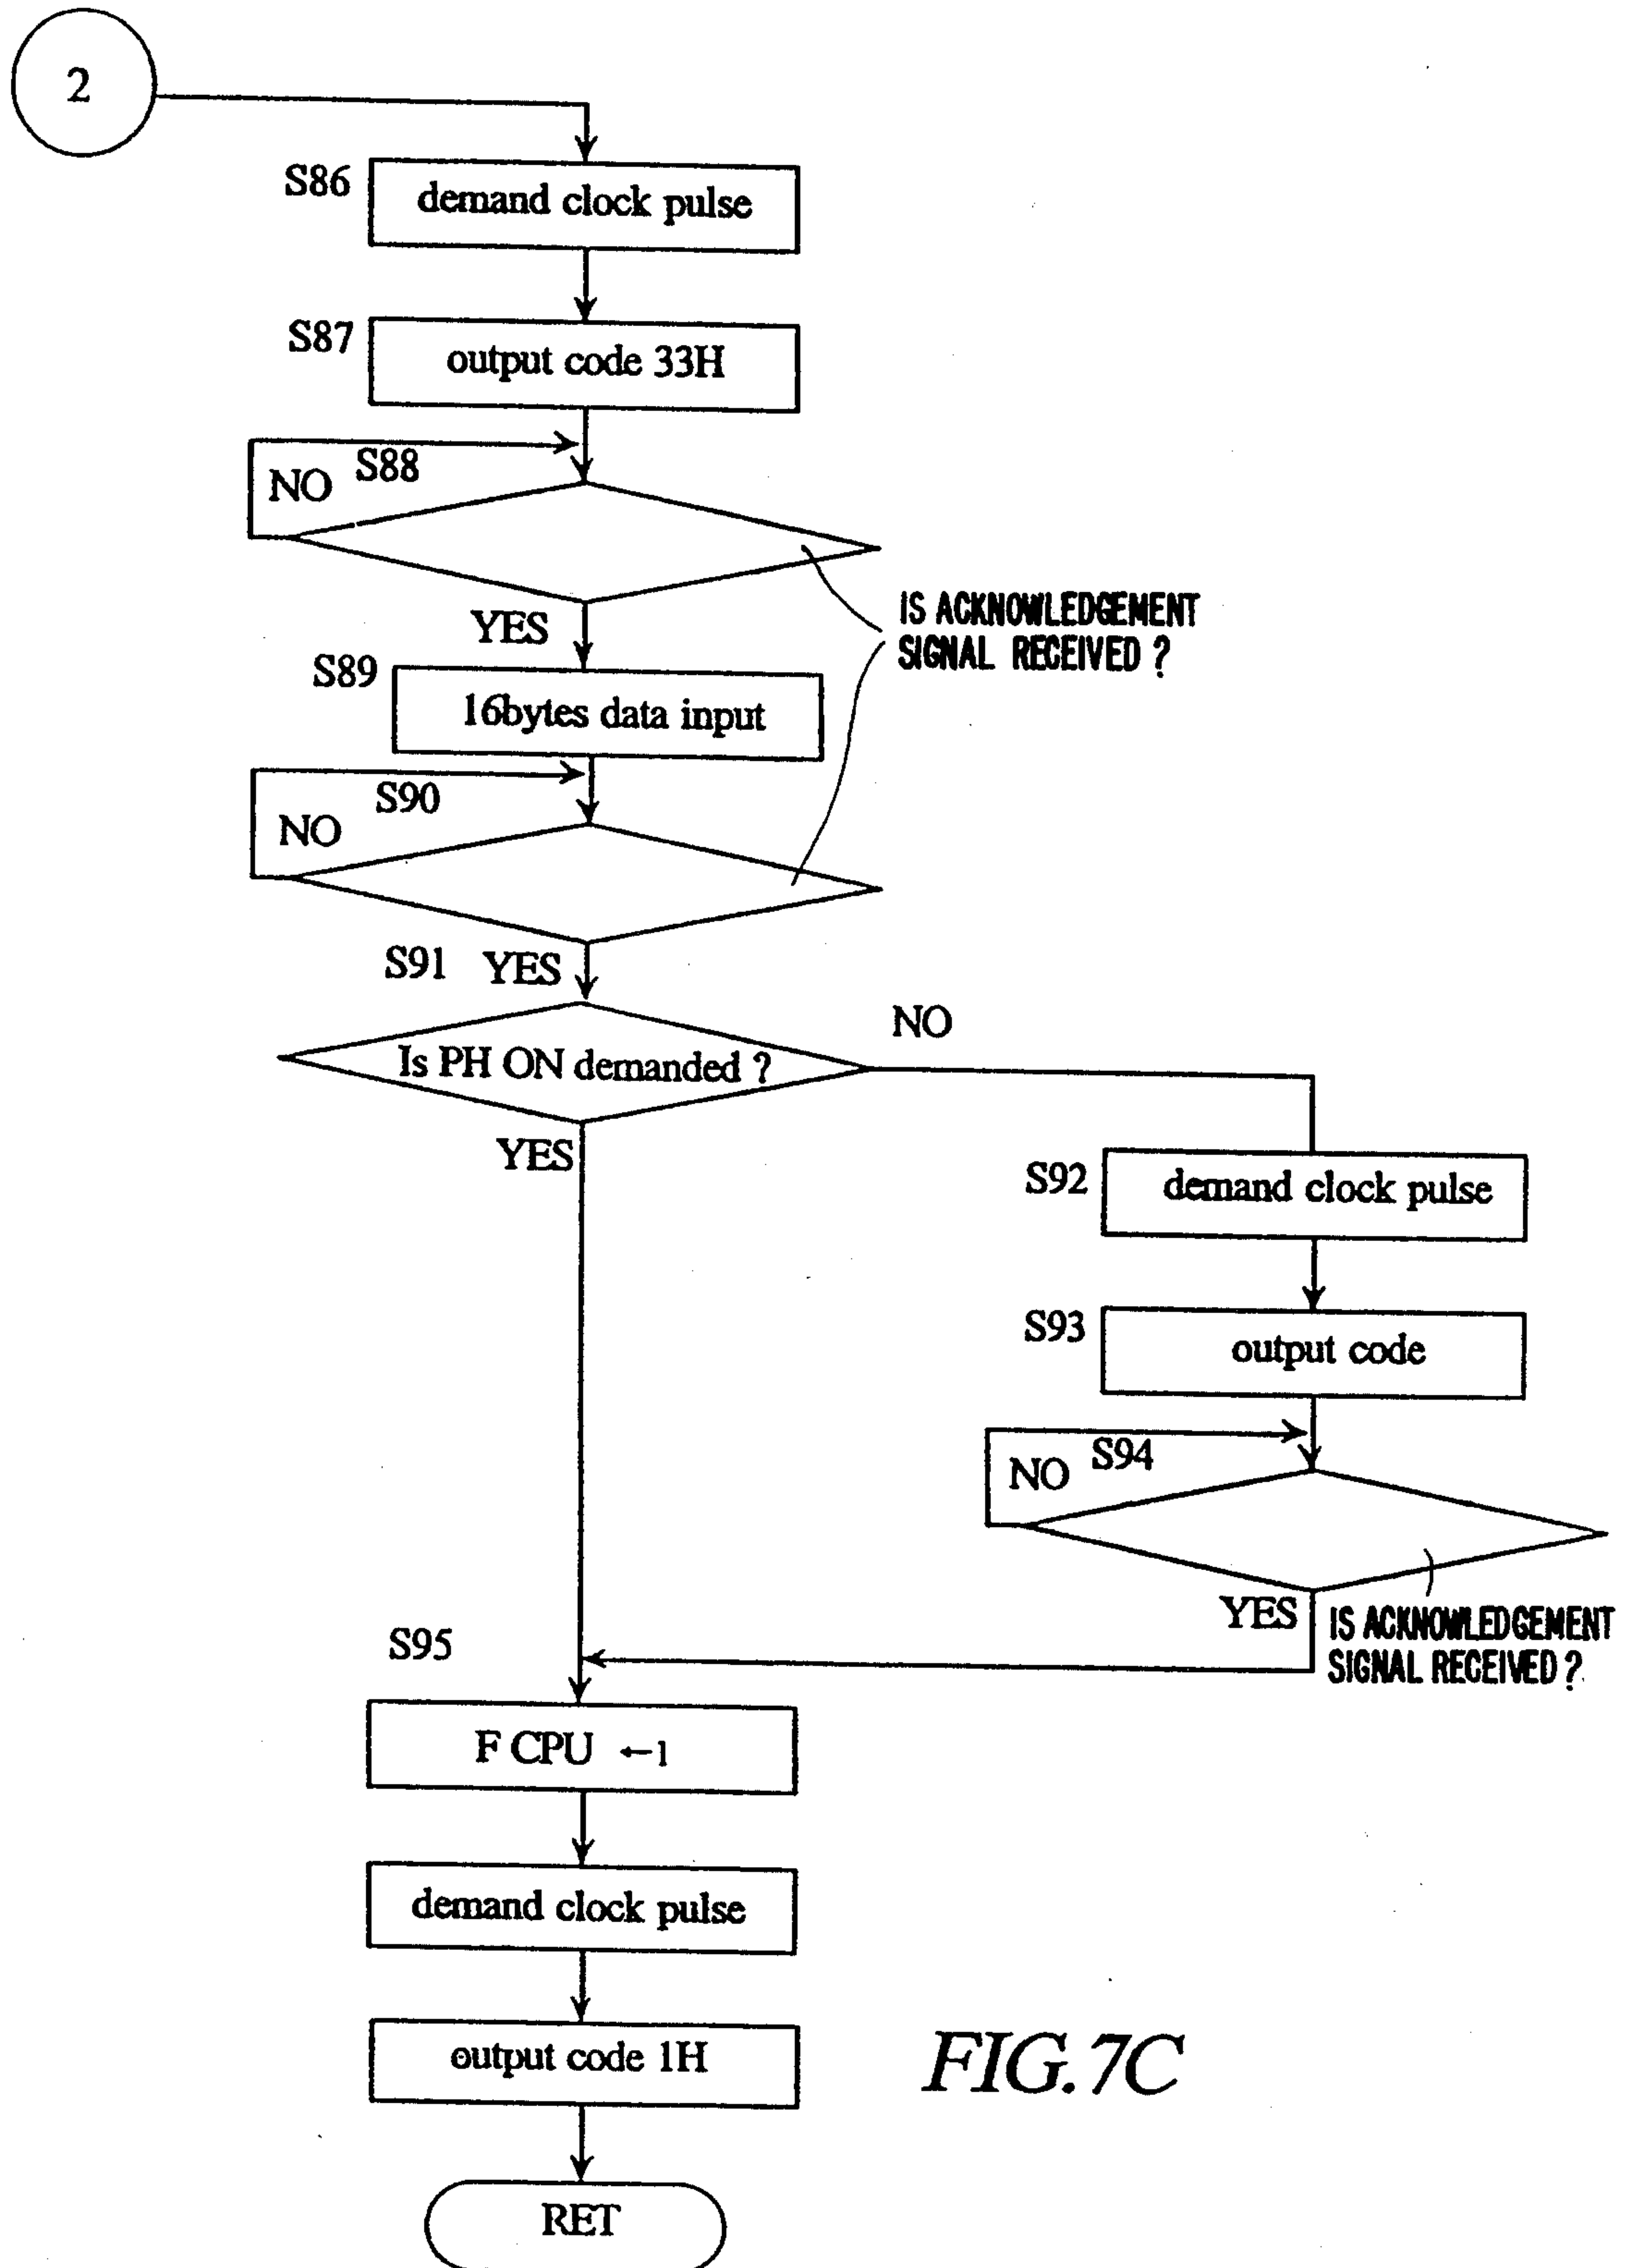 2
S86
demand clock pulse
S87
output code 33H
S88
NO
YES
IS ACKNOWLEDGEMENT
SIGNAL RECEIVED ?
S89
16bytes data input
S90
NO
S91
YES
Is PH ON demanded ?
NO
YES
S92
demand clock pulse
S93
output code
S94
NO
YES
IS ACKNOWLEDGEMENT
SIGNAL RECEIVED ?
S95
F CPU ←1
demand clock pulse
output code 1H
FIG.7C
RET